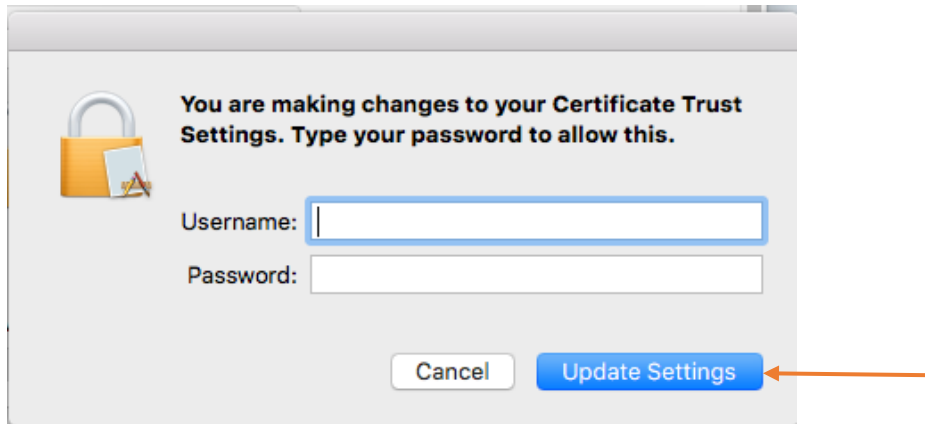 You are making changes to your Certificate Trust
Settings. Type your password to allow this.
Username:
Password:
Cancel Update Settings